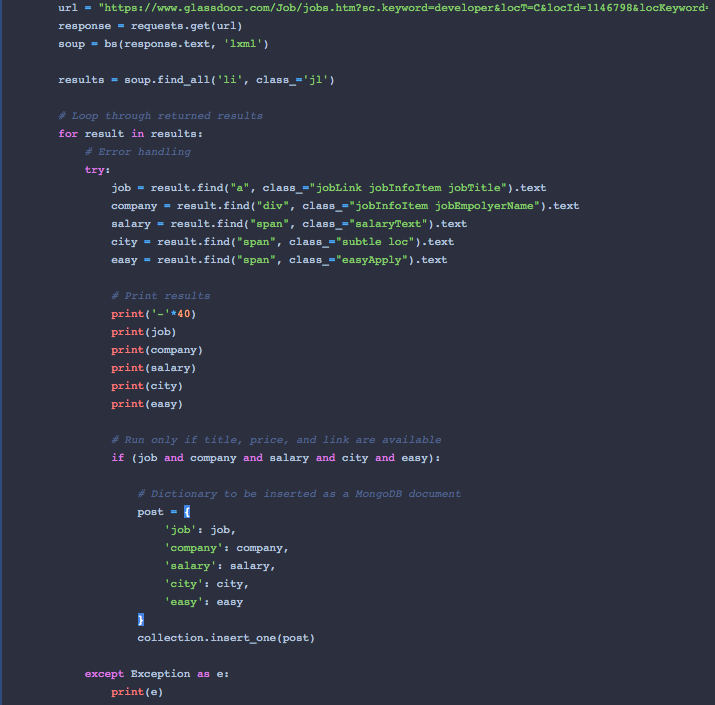 url = "https://www.glassdoor.com/Job/jobs.htm?sc.keyword=developer&locT=C&locId=1146798&locKeyword=
response = requests.get(url)
soup = bs(response.text, 'lxml')
results = soup.find_all('li', class_='jl')
# Loop through returned results
for result in results:
# Error handling
try:
job = result.find("a", class_="jobLink jobInfoItem jobTitle").text
company = result.find("div", class_="jobInfoItem jobEmpolyerName").text
salary = result.find("span", class_="salaryText").text
city = result.find("span", class_="subtle loc").text
easy = result.find("span", class_="easyApply").text
# Print results
print('-'*40)
print(job)
print(company)
print(salary)
print(city)
print(easy)
# Run only if title, price, and link are available
if (job and company and salary and city and easy):
# Dictionary to be inserted as a MongoDB document
post = {
'job': job,
'company': company,
'salary': salary,
'city': city,
'easy': easy
}
collection.insert_one(post)
except Exception as e:
print(e)